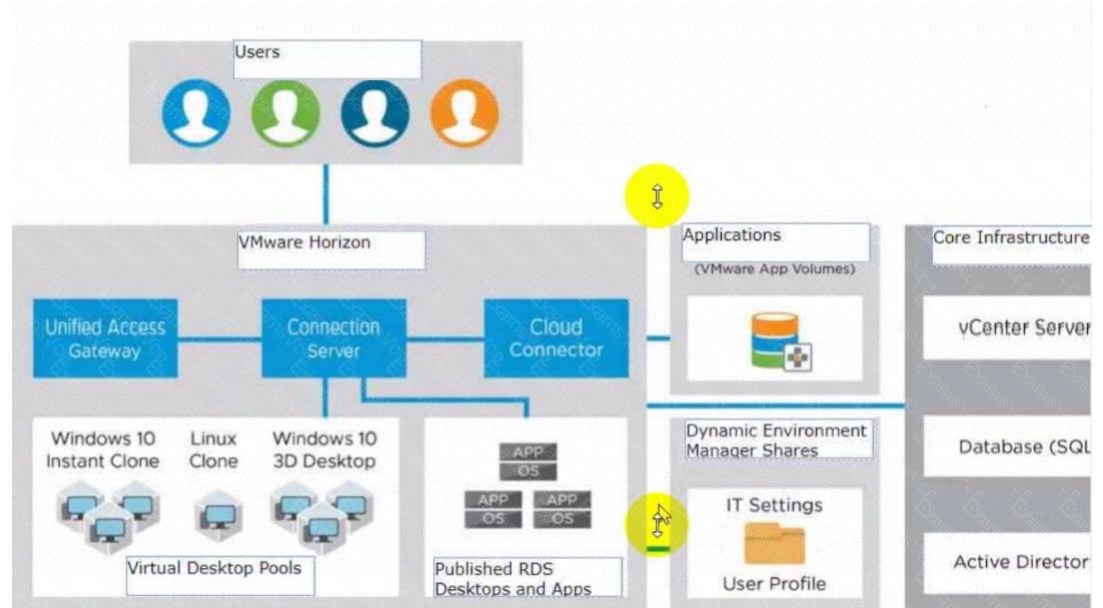 Users
VMware Horizon
Unified Access
Gateway
Connection
Server
Cloud
Connector
Windows 10
Instant Clone
Linux
Clone
Windows 10
3D Desktop
Virtual Desktop Pools
APP
OS
APP
OS
APP
OS
Published RDS
Desktops and Apps
Applications
(VMware App Volumes)
Dynamic Environment
Manager Shares
IT Settings
User Profile
Core Infrastructure
vCenter Server
Database (SQL
Active Director